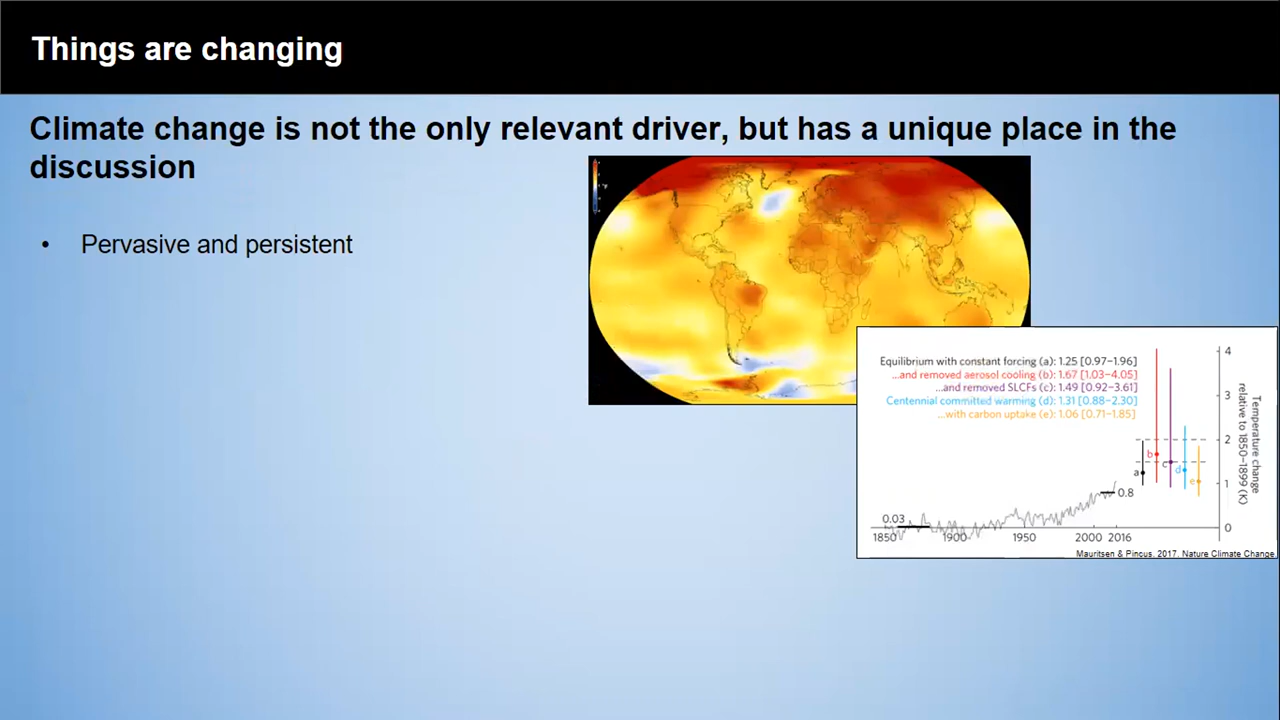 Things are changing
Climate change is not the only relevant driver, but has a unique place in the
discussion
• Pervasive and persistent
Equilibrium with constant forcing (a): 1.25 [0.97–1.96]
...and removed aerosol cooling (b): 1.67 [1.03–4.05]
...and removed SLCFs (c): 1.49 [0.92–3.61]
Centennial committed warming (d): 1.31 [0.88–2.30]
...with carbon uptake (e): 1.06 [0.71–1.85]
4
3
2
1
0
Temperature change
relative to 1850–1899 (K)
a
b
c
d
e
0.8
0.03
1850 1900 1950 2000 2016
Mauritsen & Pincus, 2017, Nature Climate Change